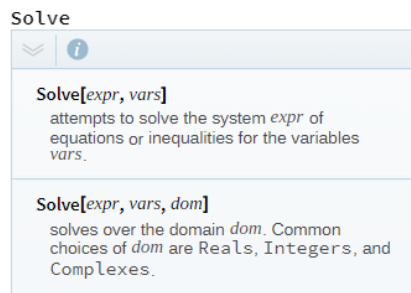 Solve
i
Solve[expr, vars]
attempts to solve the system expr of
equations or inequalities for the variables
vars.
Solve[expr, vars, dom]
solves over the domain dom. Common
choices of dom are Reals, Integers, and
Complexes.